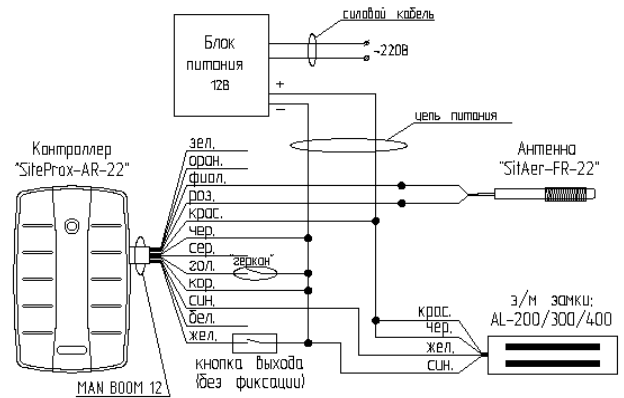 силовой кабель
Блок
питания
12В
~220В
+
−
цепь питания
Контроллер
"SiteProx-AR-22"
Антенна
"SitAer-FR-22"
зел.
оран.
фиол.
роз.
крас.
чер.
сер.
"геркон"
гол.
кор.
син.
бел.
жел.
кнопка выхода
(без фиксации)
MAN BOOM 12
э/м замки:
AL-200/300/400
крас.
чер.
жел.
син.